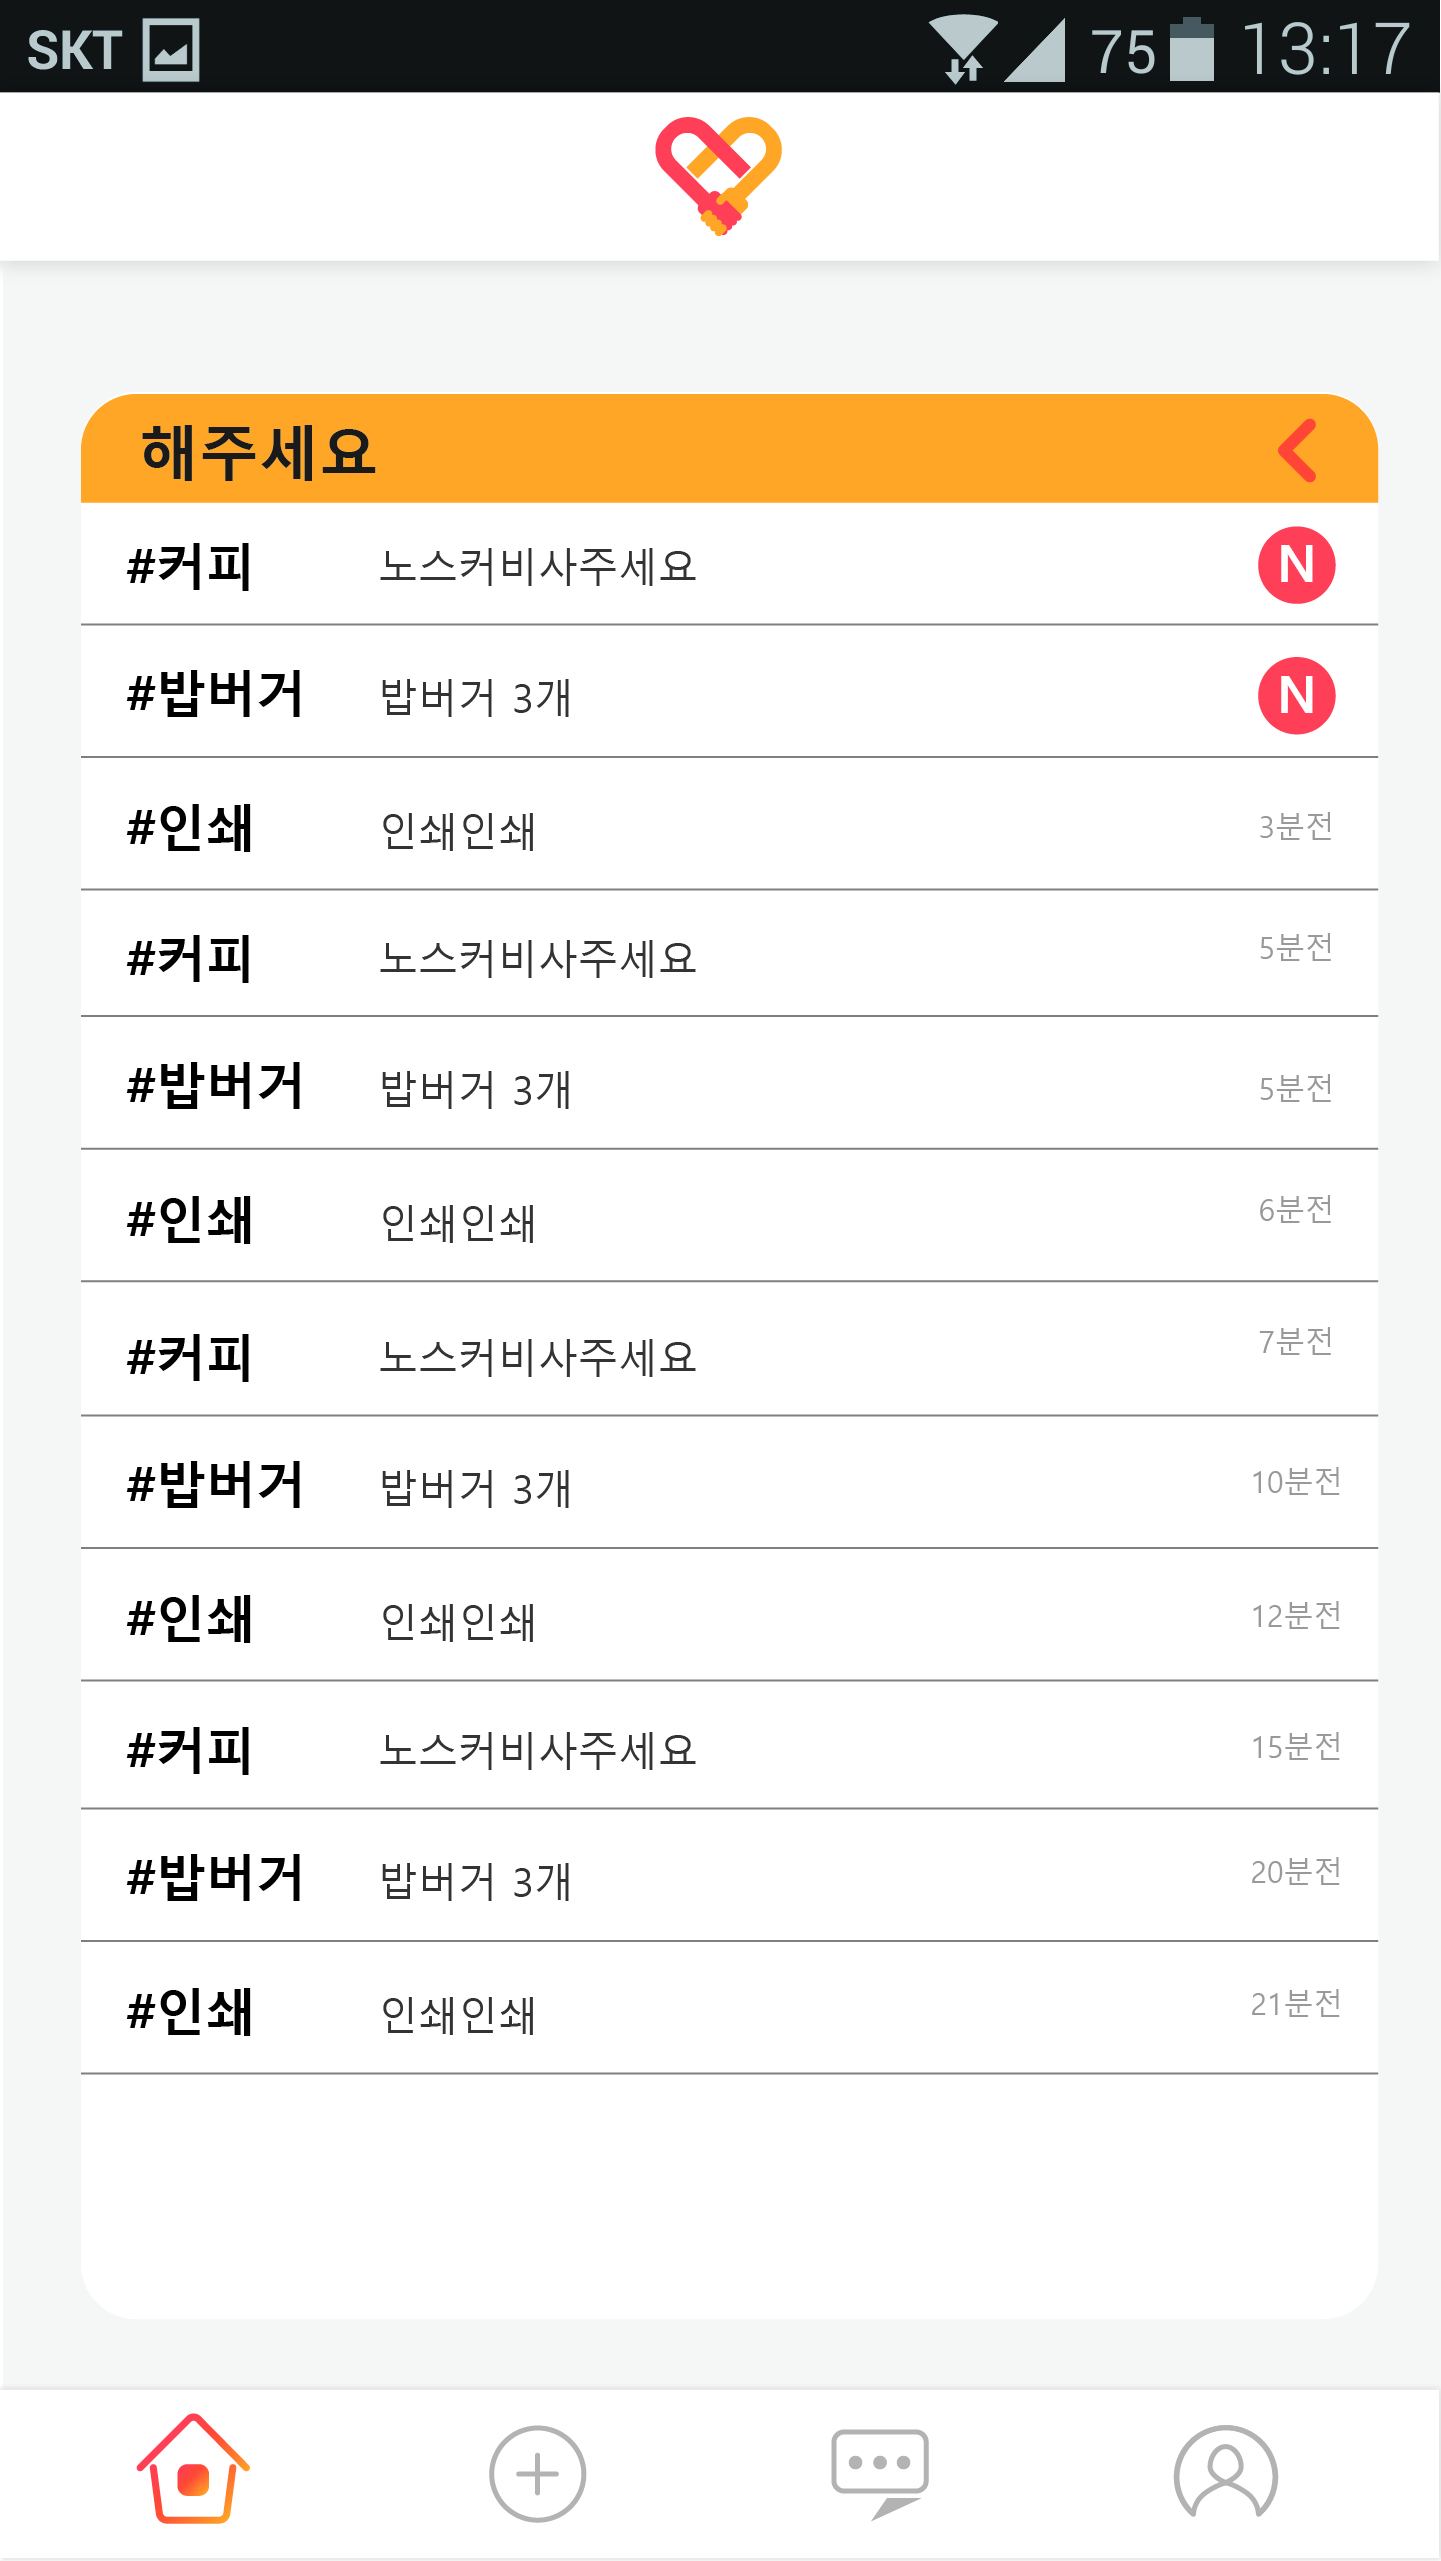 SKT 75 13:17
해주세요
#커피 노스커비사주세요 N
#밥버거 밥버거 3개 N
#인쇄 인쇄인쇄 3분전
#커피 노스커비사주세요 5분전
#밥버거 밥버거 3개 5분전
#인쇄 인쇄인쇄 6분전
#커피 노스커비사주세요 7분전
#밥버거 밥버거 3개 10분전
#인쇄 인쇄인쇄 12분전
#커피 노스커비사주세요 15분전
#밥버거 밥버거 3개 20분전
#인쇄 인쇄인쇄 21분전